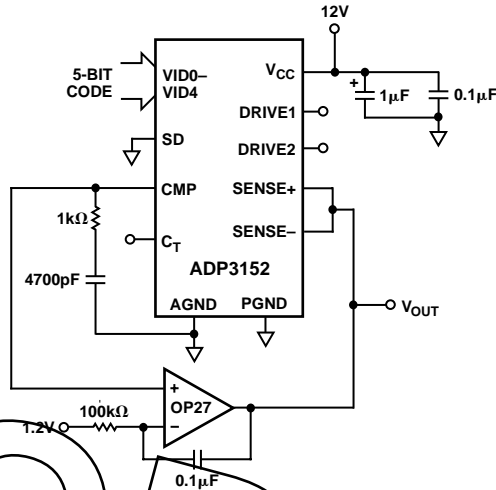 12V
5-BIT
CODE
VID0–
VID4
VCC
+
1µF
0.1µF
DRIVE1
SD
DRIVE2
CMP
SENSE+
1kΩ
SENSE–
CT
4700pF
ADP3152
AGND
PGND
VOUT
+
OP27
100kΩ
1.2V
–
0.1µF